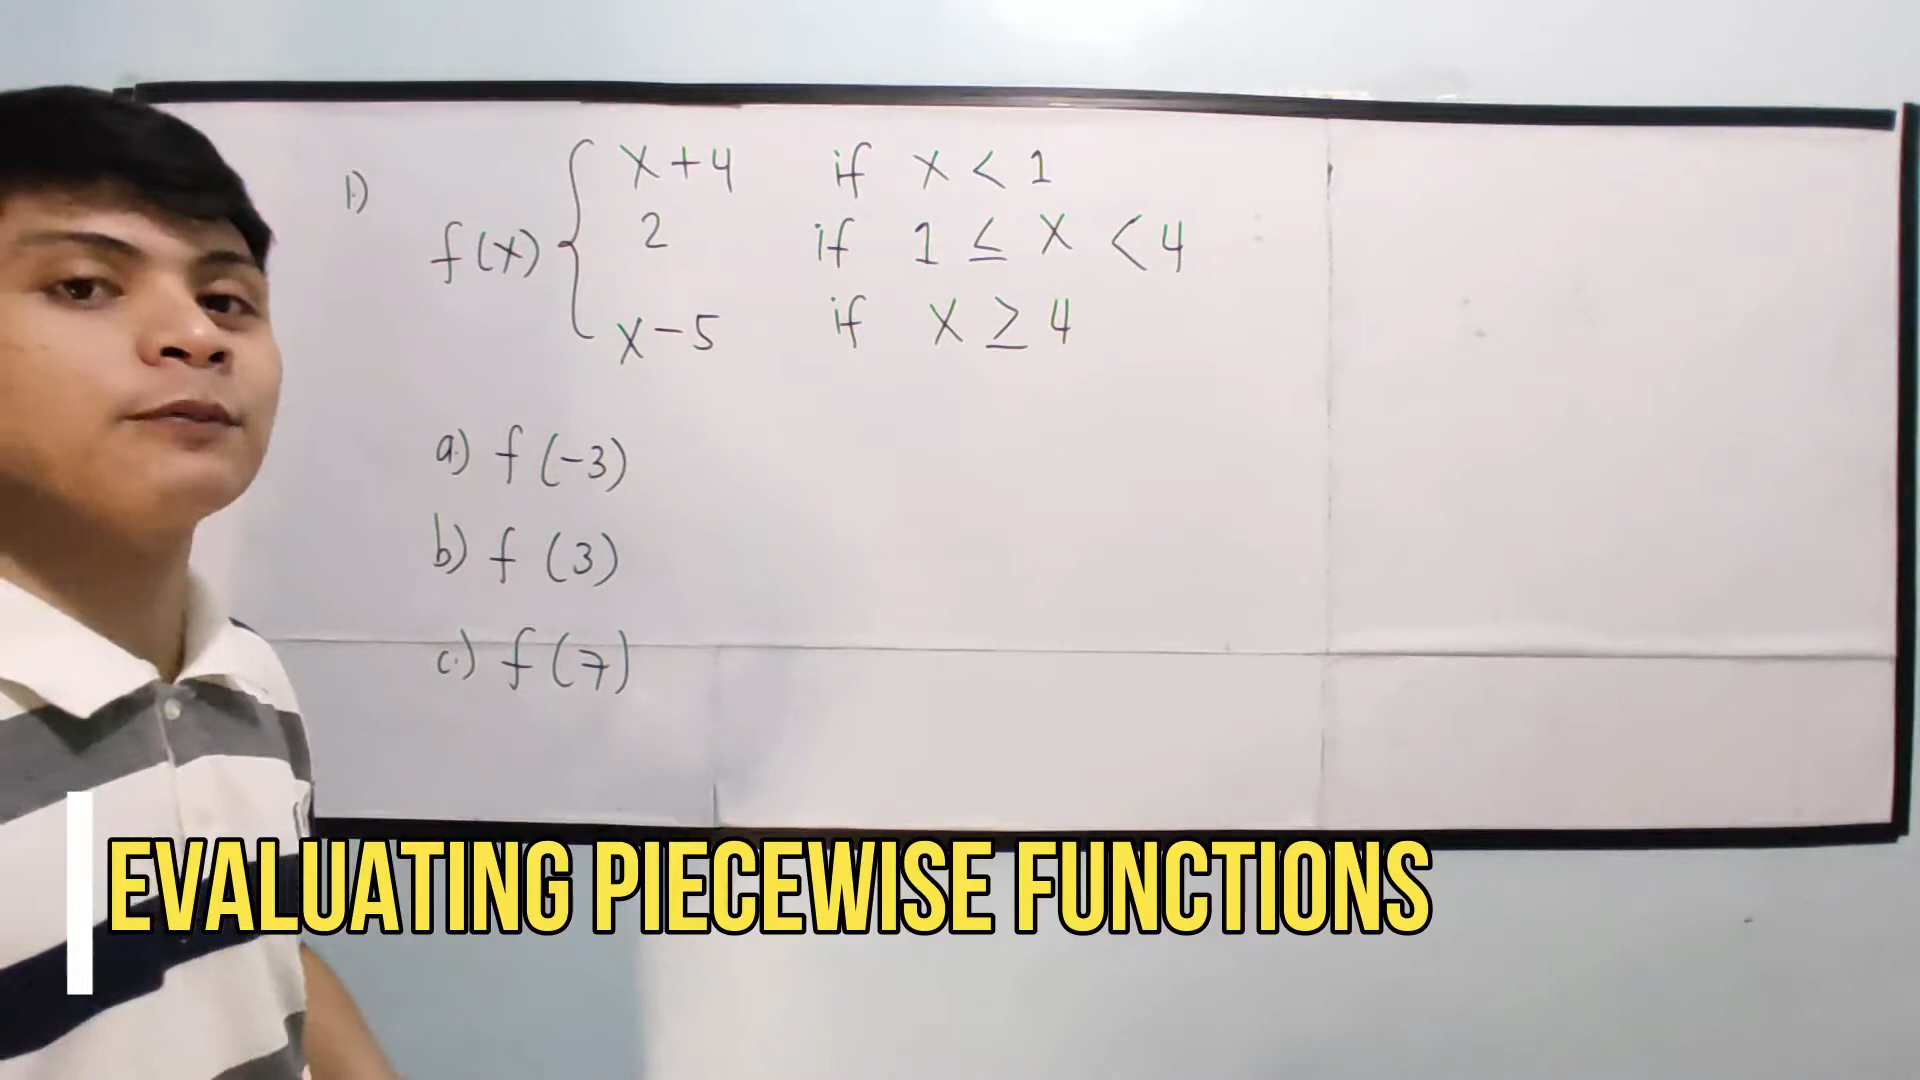 1.)
f(x) {
x+4 if x < 1
2 if 1 ≤ x < 4
x-5 if x ≥ 4
a.) f(-3)
b) f(3)
c.) f(7)
EVALUATING PIECEWISE FUNCTIONS